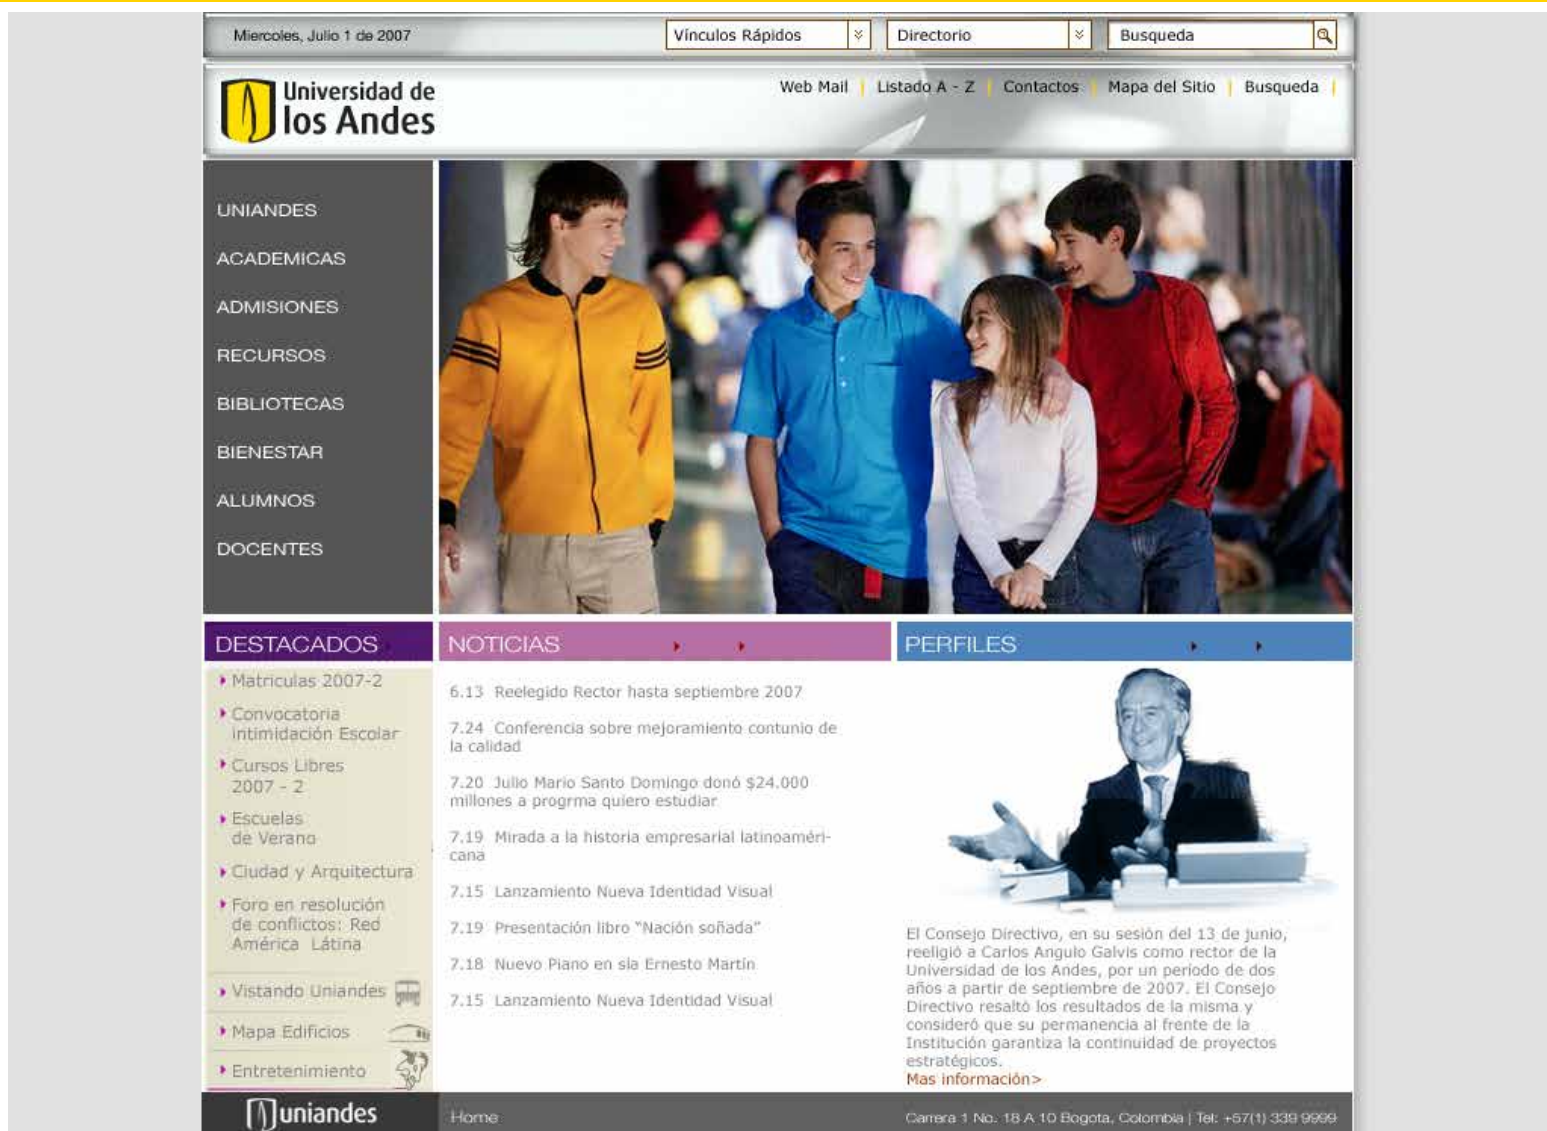 Miercoles, Julio 1 de 2007
Vínculos Rápidos
Directorio
Busqueda
Universidad de
los Andes
Web Mail | Listado A - Z | Contactos | Mapa del Sitio | Busqueda |
UNIANDES
ACADEMICAS
ADMISIONES
RECURSOS
BIBLIOTECAS
BIENESTAR
ALUMNOS
DOCENTES
DESTACADOS
Matriculas 2007-2
Convocatoria
intimidación Escolar
Cursos Libres
2007 - 2
Escuelas
de Verano
Ciudad y Arquitectura
Foro en resolución
de conflictos: Red
América Látina
Vistando Uniandes
Mapa Edificios
Entretenimiento
NOTICIAS
6.13 Reelegido Rector hasta septiembre 2007
7.24 Conferencia sobre mejoramiento contunio de
la calidad
7.20 Julio Mario Santo Domingo donó $24.000
millones a progrma quiero estudiar
7.19 Mirada a la historia empresarial latinoaméri-
cana
7.15 Lanzamiento Nueva Identidad Visual
7.19 Presentación libro “Nación soñada”
7.18 Nuevo Piano en sla Ernesto Martín
7.15 Lanzamiento Nueva Identidad Visual
PERFILES
El Consejo Directivo, en su sesión del 13 de junio,
reeligió a Carlos Angulo Galvis como rector de la
Universidad de los Andes, por un periodo de dos
años a partir de septiembre de 2007. El Consejo
Directivo resaltó los resultados de la misma y
consideró que su permanencia al frente de la
Institución garantiza la continuidad de proyectos
estratégicos.
Mas información>
uniandes
Home
Carrera 1 No. 18 A 10 Bogota, Colombia | Tel: +57(1) 339 9999